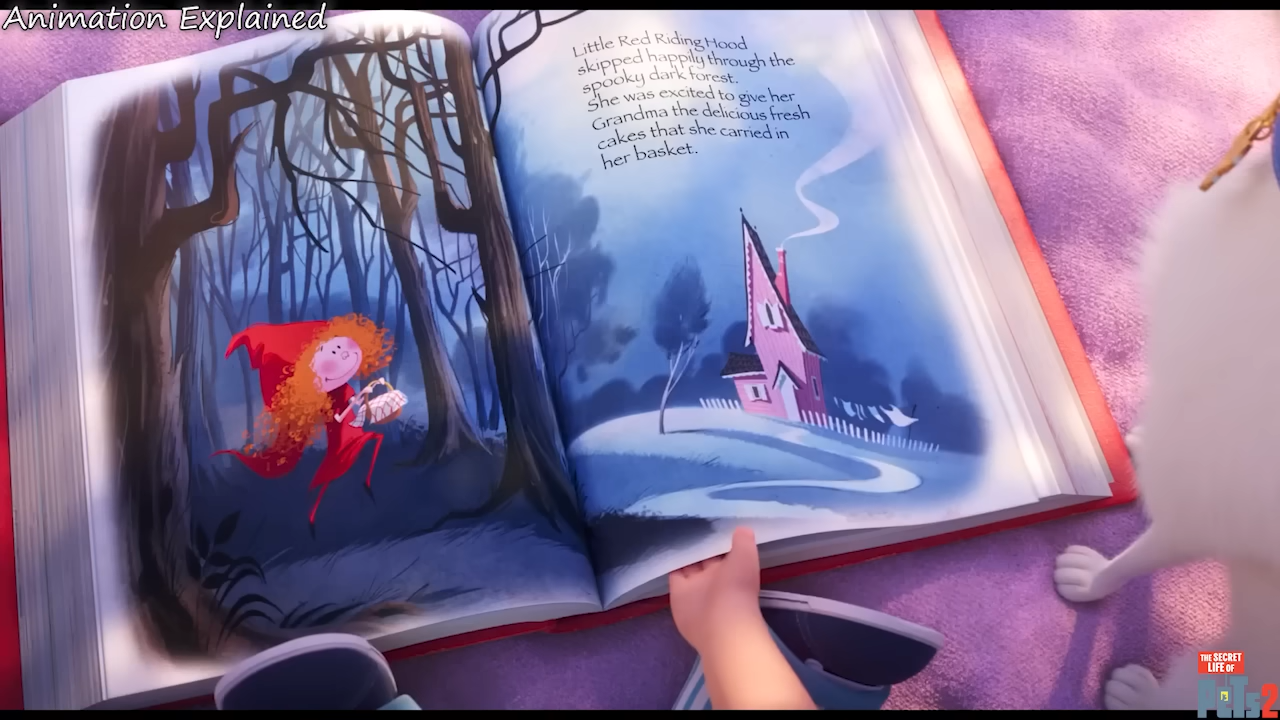 Animation Explained
Little Red Riding Hood
skipped happily through the
spooky dark forest.
She was excited to give her
Grandma the delicious fresh
cakes that she carried in
her basket.
THE SECRET
LIFE OF
PETS 2